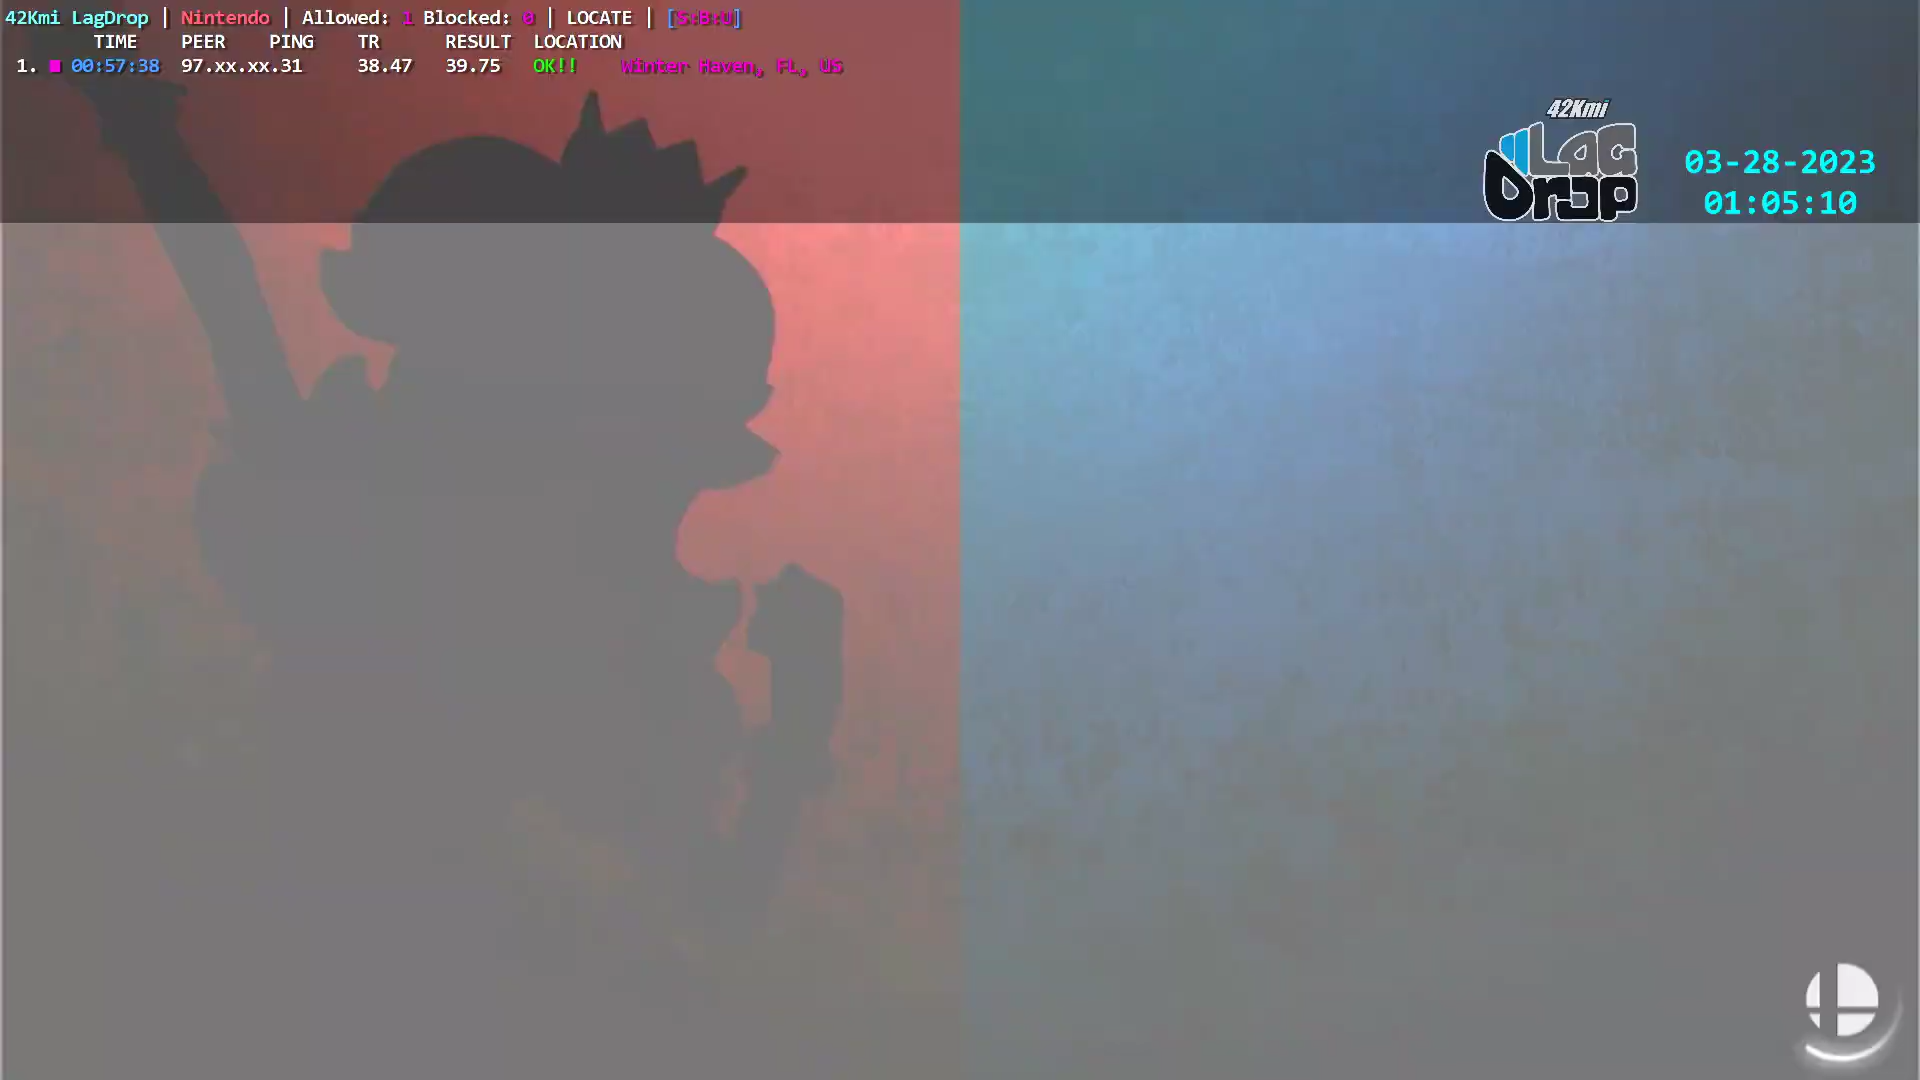 42Kmi LagDrop | Nintendo | Allowed: 1 Blocked: 0 | LOCATE | [S:B:U]
TIME PEER PING TR RESULT LOCATION
1. 00:57:38 97.xx.xx.31 38.47 39.75 OK!! Winter Haven, FL, US
42Kmi
Lag
Drop
03-28-2023
01:05:10